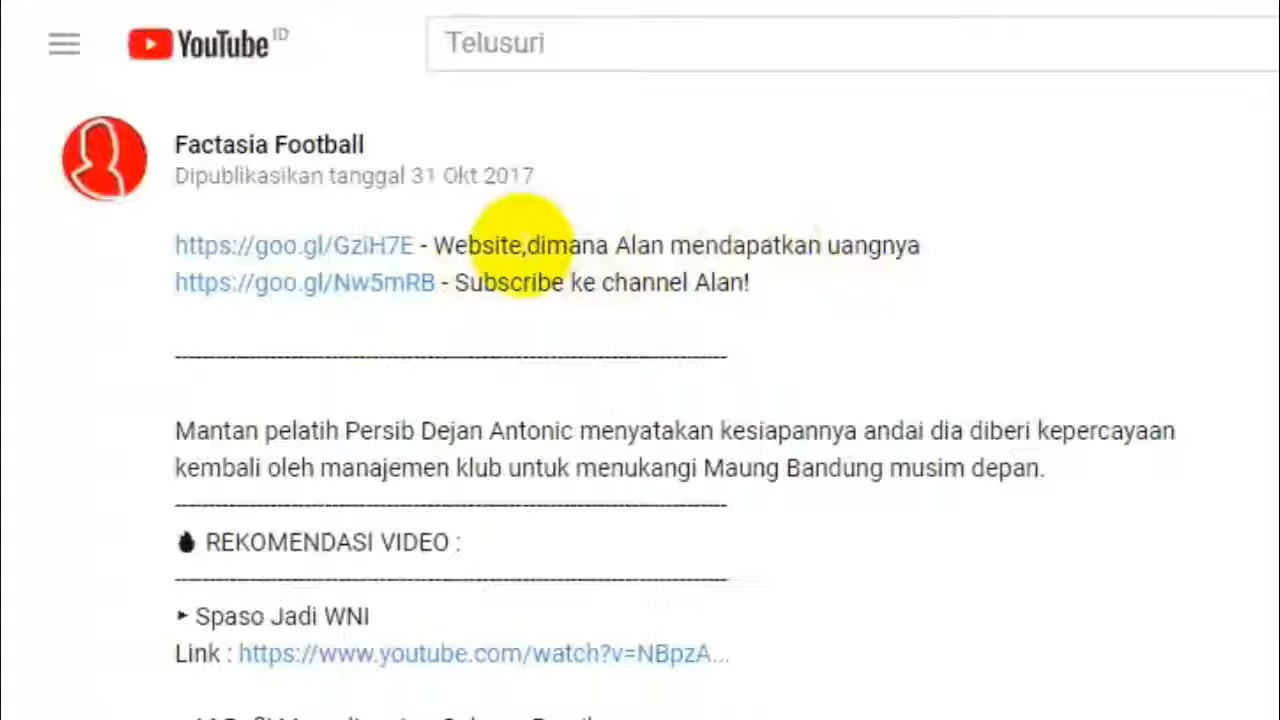 YouTube ID
Telusuri
Factasia Football
Dipublikasikan tanggal 31 Okt 2017
https://goo.gl/GziH7E - Website,dimana Alan mendapatkan uangnya
https://goo.gl/Nw5mRB - Subscribe ke channel Alan!
Mantan pelatih Persib Dejan Antonic menyatakan kesiapannya andai dia diberi kepercayaan
kembali oleh manajemen klub untuk menukangi Maung Bandung musim depan.
REKOMENDASI VIDEO :
▶ Spaso Jadi WNI
Link : https://www.youtube.com/watch?v=NBpzA...